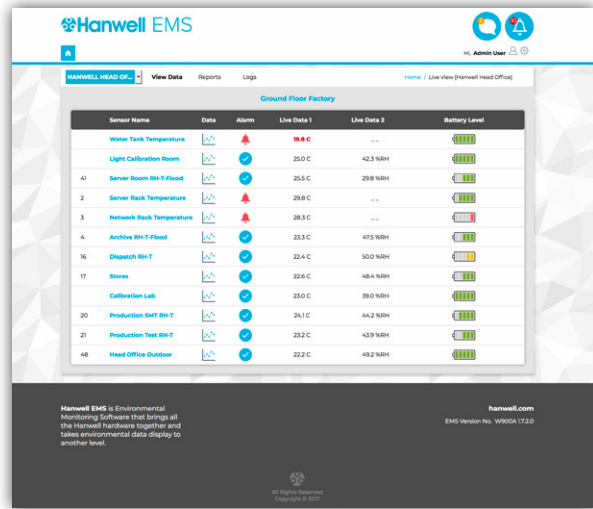 Hanwell EMS
Hi, Admin User
HANWELL HEAD OF... View Data Reports Logs Home / Live View [Hanwell Head Office]
Ground Floor Factory
Sensor Name Data Alarm Live Data 1 Live Data 2 Battery Level
Water Tank Temperature 19.8 C -.-
Light Calibration Room 25.0 C 42.3 %RH
41 Server Room RH-T-Flood 25.5 C 29.8 %RH
2 Server Rack Temperature 29.8 C -.-
3 Network Rack Temperature 28.3 C -.-
4 Archive RH-T-Flood 23.3 C 47.5 %RH
16 Dispatch RH-T 22.4 C 50.0 %RH
17 Stores 22.6 C 48.4 %RH
Calibration Lab 23.0 C 39.0 %RH
20 Production SMT RH-T 24.1 C 44.2 %RH
21 Production Test RH-T 23.2 C 43.9 %RH
48 Head Office Outdoor 22.2 C 49.2 %RH
Hanwell EMS is Environmental
Monitoring Software that brings all
the Hanwell hardware together and
takes environmental data display to
another level.
hanwell.com
EMS Version No. W900A 1.7.2.0
All Rights Reserved
Copyright © 2017